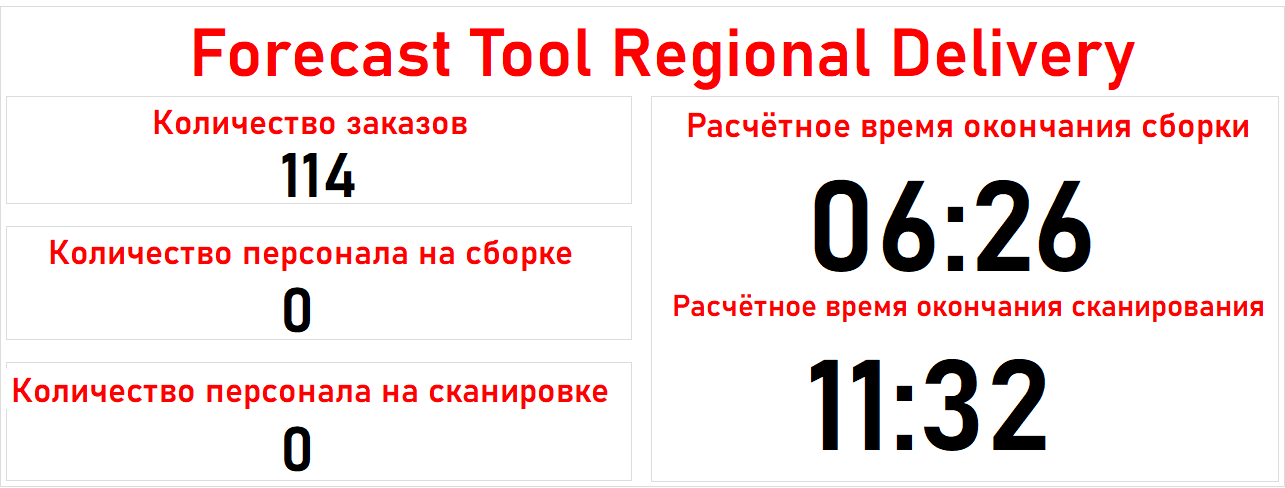 Forecast Tool Regional Delivery
Количество заказов
114
Количество персонала на сборке
0
Количество персонала на сканировке
0
Расчётное время окончания сборки
06:26
Расчётное время окончания сканирования
11:32